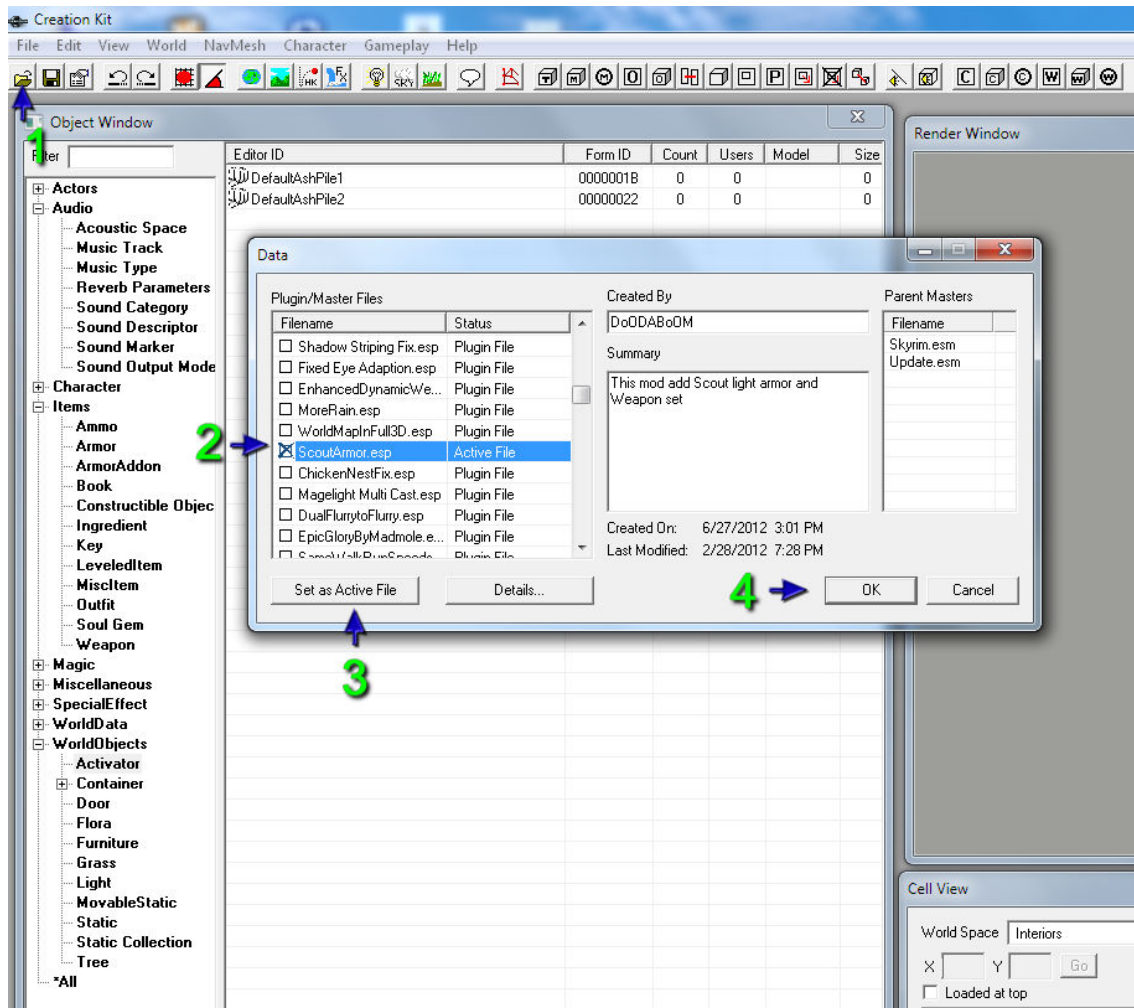 Creation Kit
File Edit View World NavMesh Character Gameplay Help
1
Object Window
Render Window
Filter
Editor ID Form ID Count Users Model Size
DefaultAshPile1 0000001B 0 0 0
DefaultAshPile2 00000022 0 0 0
Actors
Audio
Acoustic Space
Music Track
Music Type
Reverb Parameters
Sound Category
Sound Descriptor
Sound Marker
Sound Output Mode
Character
Items
Ammo
Armor
ArmorAddon
Book
Constructible Objec
Ingredient
Key
LeveledItem
MiscItem
Outfit
Soul Gem
Weapon
Magic
Miscellaneous
SpecialEffect
WorldData
WorldObjects
Activator
Container
Door
Flora
Furniture
Grass
Light
MovableStatic
Static
Static Collection
Tree
*All
Data
Plugin/Master Files
Filename Status
Shadow Striping Fix.esp Plugin File
Fixed Eye Adaption.esp Plugin File
EnhancedDynamicWe... Plugin File
MoreRain.esp Plugin File
WorldMapInFull3D.esp Plugin File
2
ScoutArmor.esp Active File
ChickenNestFix.esp Plugin File
Magelight Multi Cast.esp Plugin File
DualFlurrytoFlurry.esp Plugin File
EpicGloryByMadmole.e... Plugin File
Created By
DoODABoOM
Summary
This mod add Scout light armor and
Weapon set
Created On: 6/27/2012 3:01 PM
Last Modified: 2/28/2012 7:28 PM
Parent Masters
Filename
Skyrim.esm
Update.esm
Set as Active File Details...
4
OK Cancel
3
Cell View
World Space Interiors
X Y Go
Loaded at top